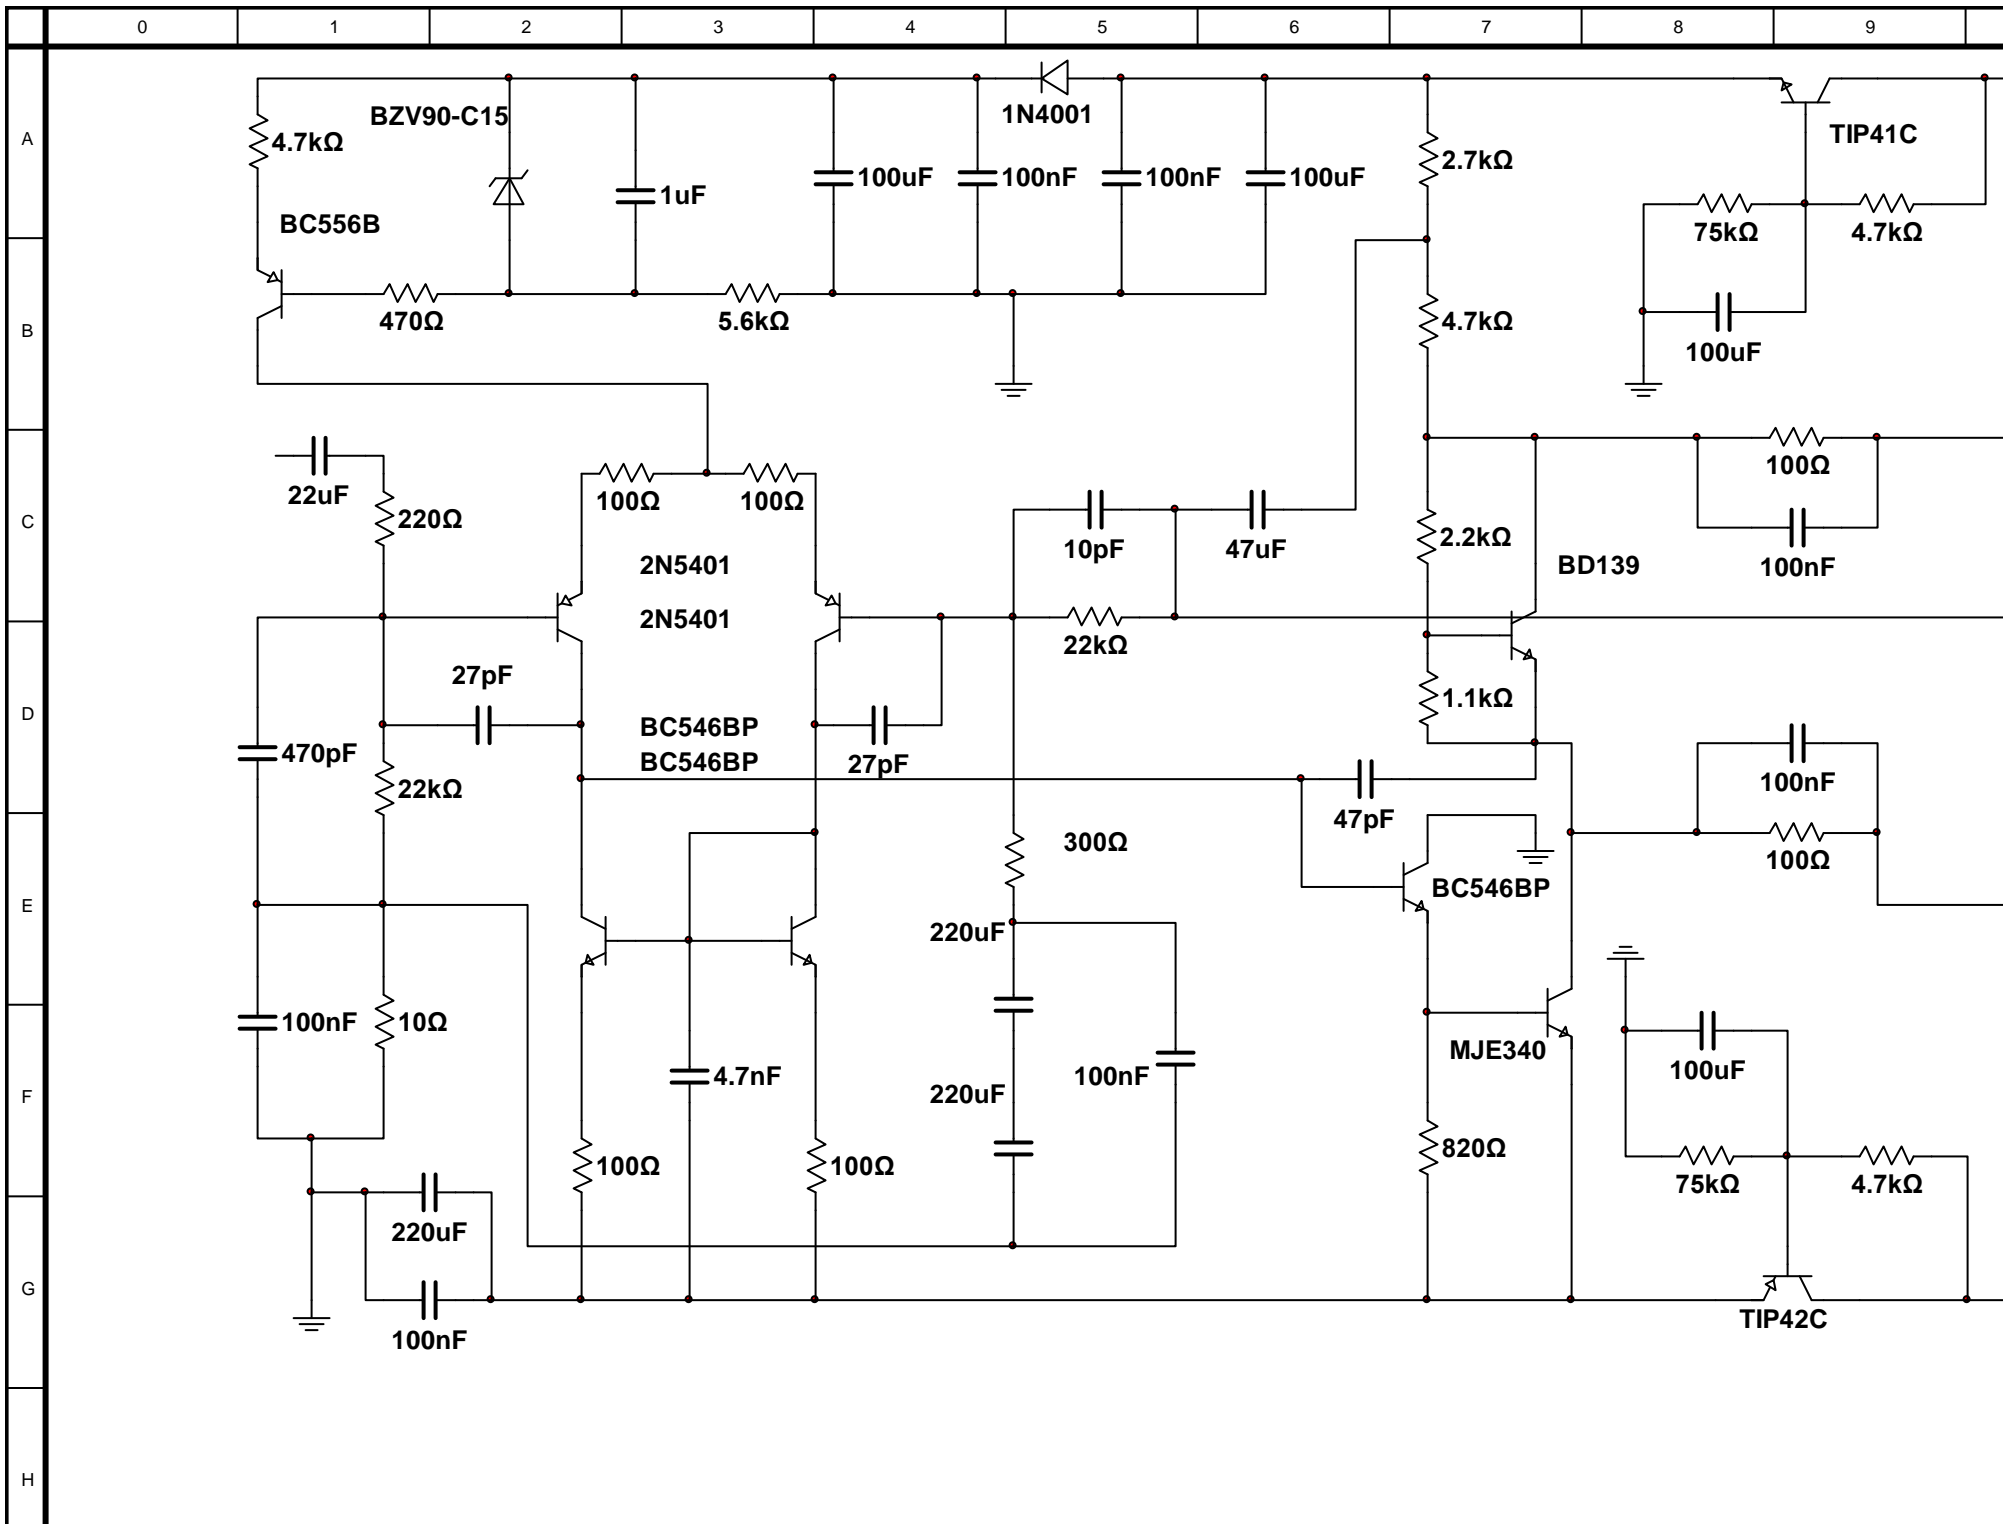 0 1 2 3 4 5 6 7 8 9
A
BZV90-C15
1N4001
TIP41C
4.7kΩ
2.7kΩ
100uF
100nF
100nF
100uF
1uF
BC556B
75kΩ
4.7kΩ
B
470Ω
5.6kΩ
4.7kΩ
100uF
C
22uF
100Ω
100Ω
100Ω
220Ω
10pF
47uF
2.2kΩ
2N5401
BD139
100nF
2N5401
22kΩ
D
27pF
1.1kΩ
BC546BP
470pF
BC546BP
27pF
100nF
22kΩ
47pF
E
300Ω
100Ω
BC546BP
220uF
F
100nF
10Ω
MJE340
4.7nF
100nF
100uF
220uF
820Ω
100Ω
100Ω
75kΩ
4.7kΩ
G
220uF
TIP42C
100nF
H